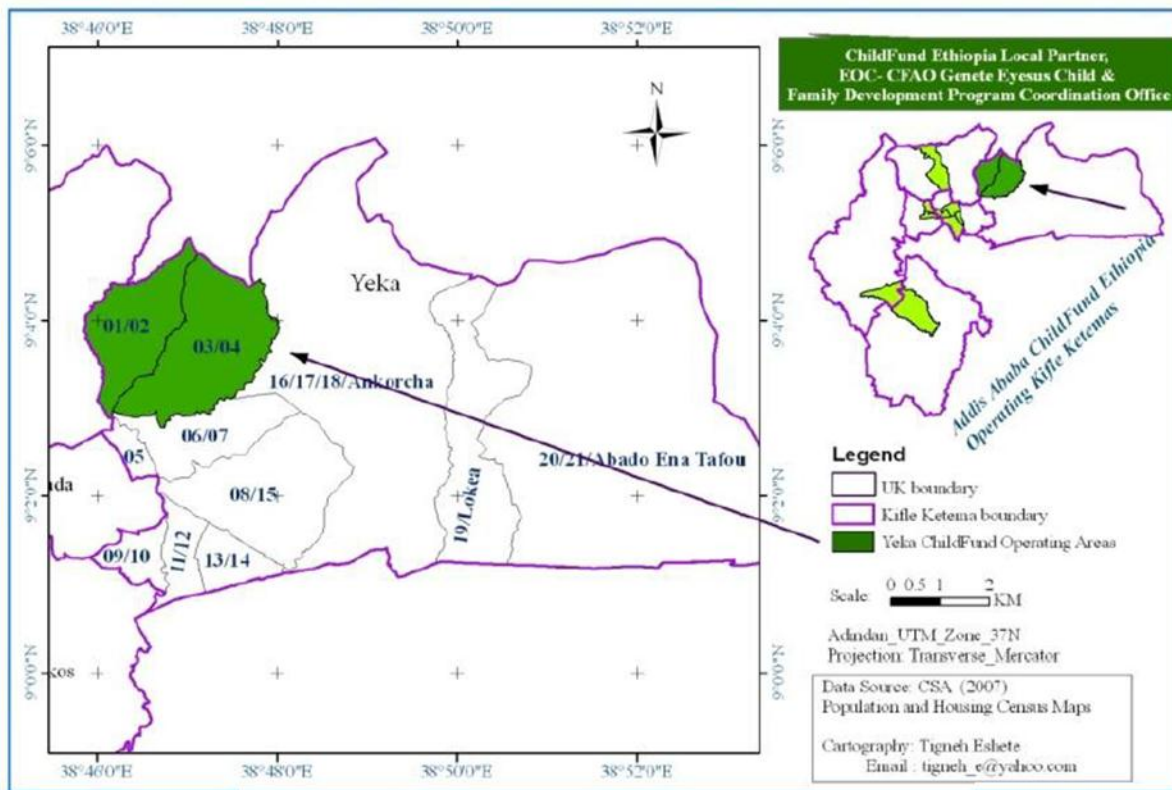 38°46'0"E 38°48'0"E 38°50'0"E 38°52'0"E
ChildFund Ethiopia Local Partner,
EOC- CFAO Genete Eyesus Child &
Family Development Program Coordination Office
N
9°6'0"N 9°6'0"N
Yeka
9°4'0"N 9°4'0"N
01/02
03/04
16/17/18/Ankorcha
06/07
05
08/15
20/21/Abado Ena Tafou
19/Lokea
9°2'0"N 9°2'0"N
09/10
11/12
13/14
9°0'0"N 9°0'0"N
kos
38°46'0"E 38°48'0"E 38°50'0"E 38°52'0"E
Addis Ababa ChildFund Ethiopia
Operating Kifle Ketemas
Legend
UK boundary
Kifle Ketema boundary
Yeka ChildFund Operating Areas
Scale: 0 0.5 1 2
KM
Adindan_UTM_Zone_37N
Projection: Transverse_Mercator
Data Source: CSA (2007)
Population and Housing Census Maps
Cartography: Tigneh Eshete
Email : tigneh_e@yahoo.com